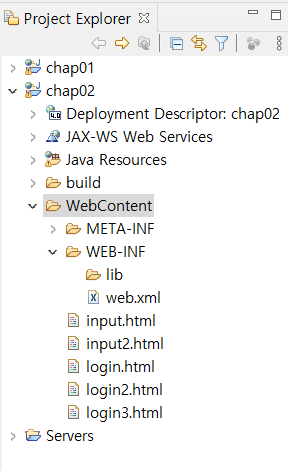 Project Explorer
chap01
chap02
Deployment Descriptor: chap02
JAX-WS Web Services
Java Resources
build
WebContent
META-INF
WEB-INF
lib
web.xml
input.html
input2.html
login.html
login2.html
login3.html
Servers